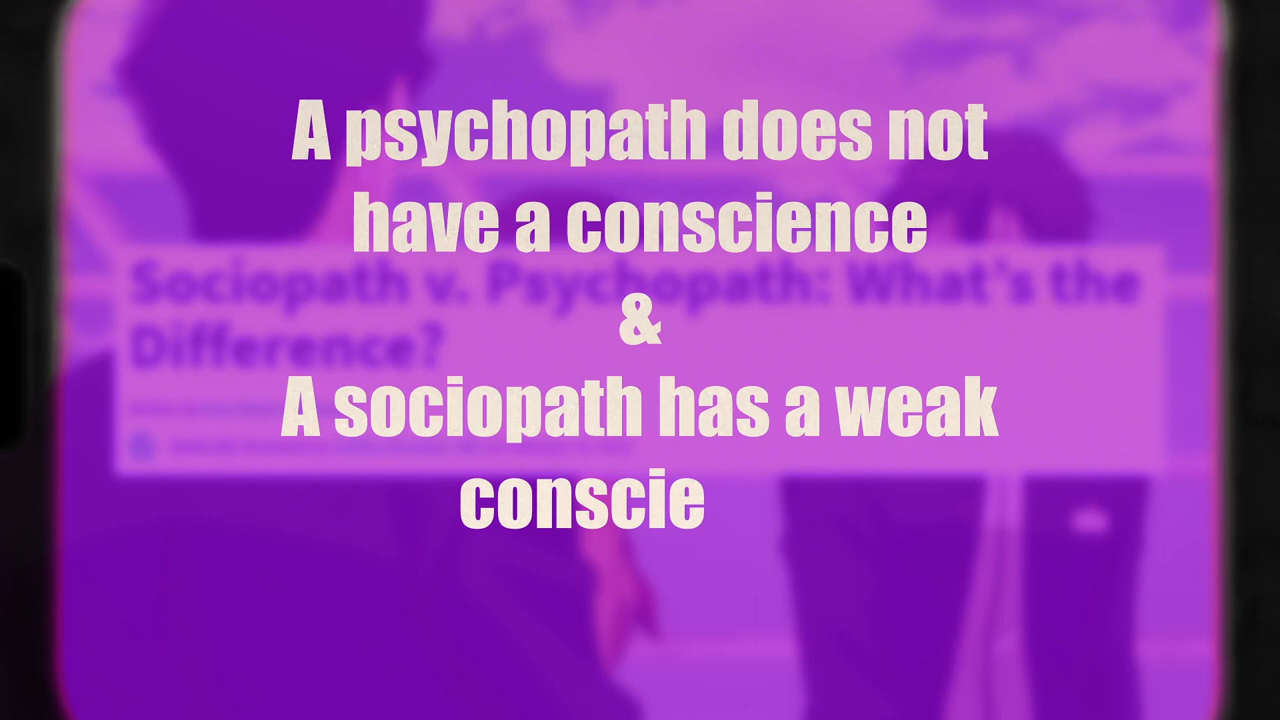 A psychopath does not
have a conscience
Sociopath v. Psychopath: What's the
&
Difference?
A sociopath has a weak
conscie